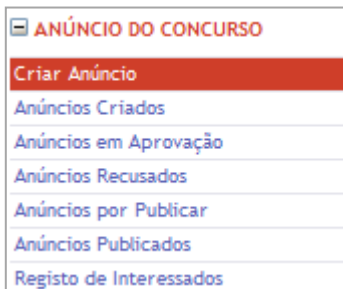 ANÚNCIO DO CONCURSO
Criar Anúncio
Anúncios Criados
Anúncios em Aprovação
Anúncios Recusados
Anúncios por Publicar
Anúncios Publicados
Registo de Interessados